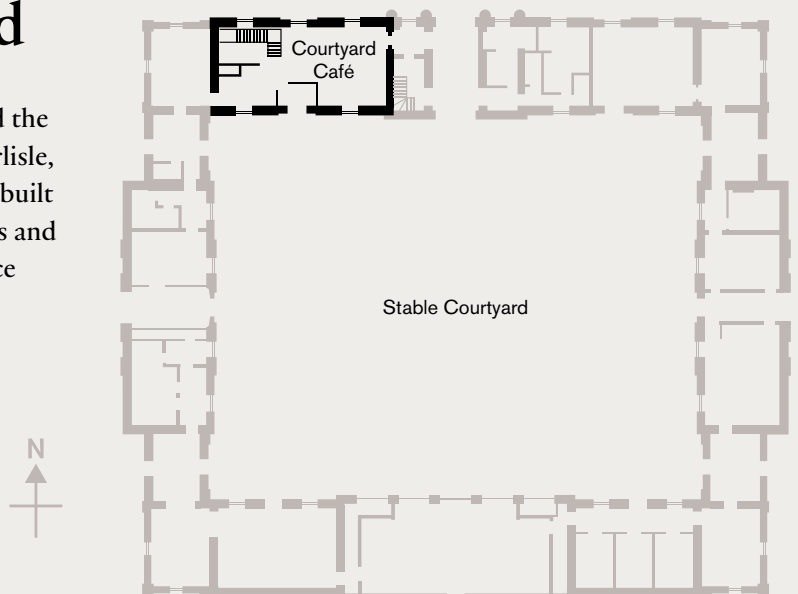 d
d the
rlisle,
built
s and
ce
Courtyard
Café
Stable Courtyard
N